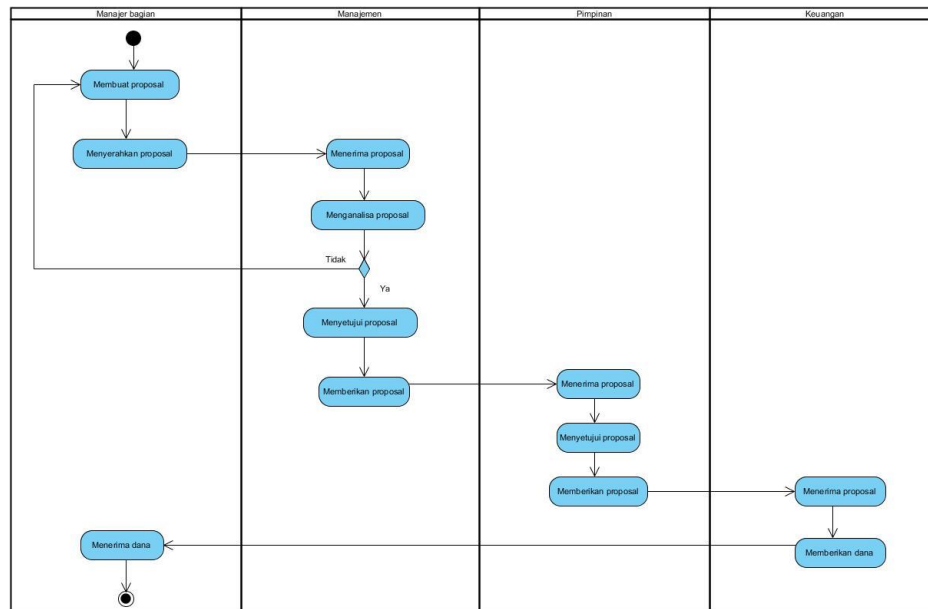 Manajer bagian
Manajemen
Pimpinan
Keuangan
Membuat proposal
Menyerahkan proposal
Menerima proposal
Menganalisa proposal
Tidak
Ya
Menyetujui proposal
Memberikan proposal
Menerima proposal
Menyetujui proposal
Memberikan proposal
Menerima proposal
Memberikan dana
Menerima dana